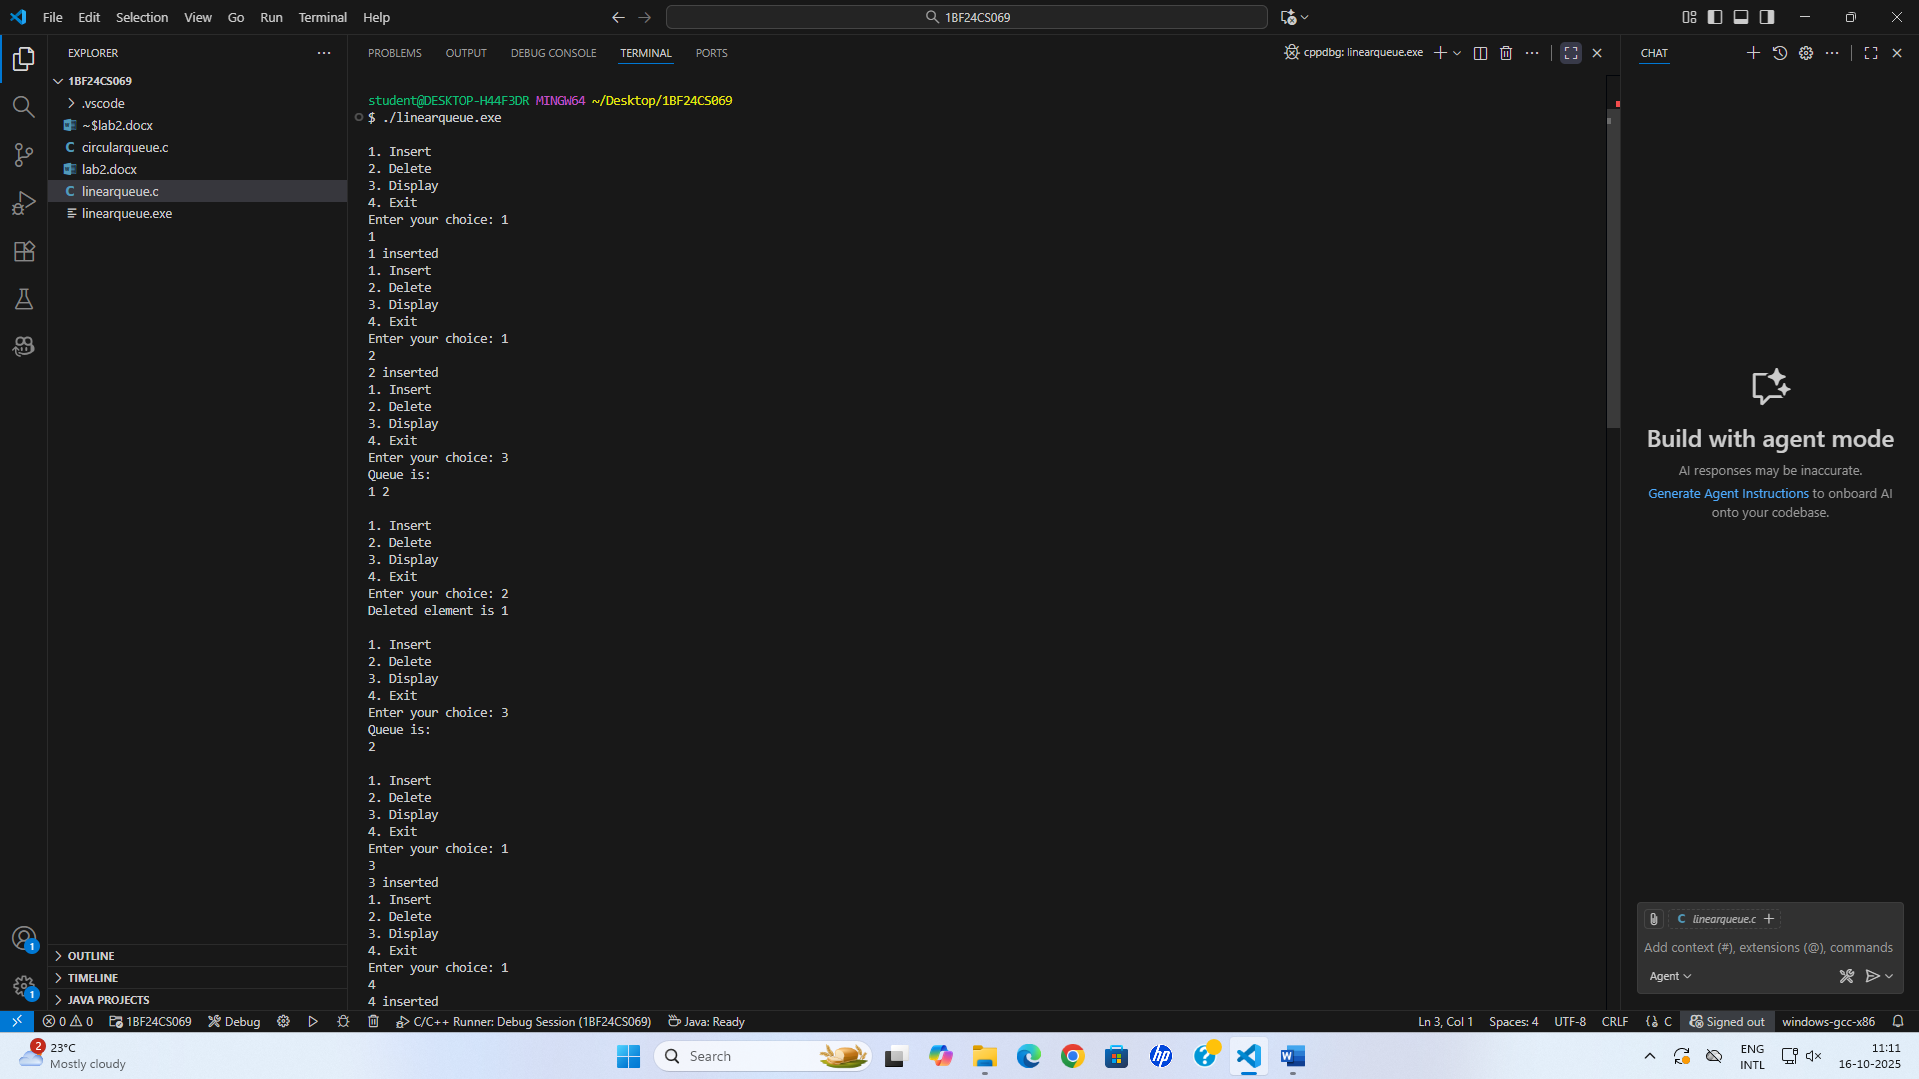 File Edit Selection View Go Run Terminal Help
1BF24CS069
EXPLORER
1BF24CS069
.vscode
~$lab2.docx
circularqueue.c
lab2.docx
linearqueue.c
linearqueue.exe
OUTLINE
TIMELINE
JAVA PROJECTS
PROBLEMS OUTPUT DEBUG CONSOLE TERMINAL PORTS
cppdbg: linearqueue.exe
student@DESKTOP-H44F3DR MINGW64 ~/Desktop/1BF24CS069
$ ./linearqueue.exe
1. Insert
2. Delete
3. Display
4. Exit
Enter your choice: 1
1
1 inserted
1. Insert
2. Delete
3. Display
4. Exit
Enter your choice: 1
2
2 inserted
1. Insert
2. Delete
3. Display
4. Exit
Enter your choice: 3
Queue is:
1 2
1. Insert
2. Delete
3. Display
4. Exit
Enter your choice: 2
Deleted element is 1
1. Insert
2. Delete
3. Display
4. Exit
Enter your choice: 3
Queue is:
2
1. Insert
2. Delete
3. Display
4. Exit
Enter your choice: 1
3
3 inserted
1. Insert
2. Delete
3. Display
4. Exit
Enter your choice: 1
4
4 inserted
CHAT
Build with agent mode
AI responses may be inaccurate.
Generate Agent Instructions to onboard AI
onto your codebase.
C linearqueue.c
Add context (#), extensions (@), commands
Agent
1
1
0 0 1BF24CS069 Debug C/C++ Runner: Debug Session (1BF24CS069) Java: Ready
Ln 3, Col 1 Spaces: 4 UTF-8 CRLF {} C Signed out windows-gcc-x86
2
23°C
Mostly cloudy
Search
hp
ENG
INTL
11:11
16-10-2025